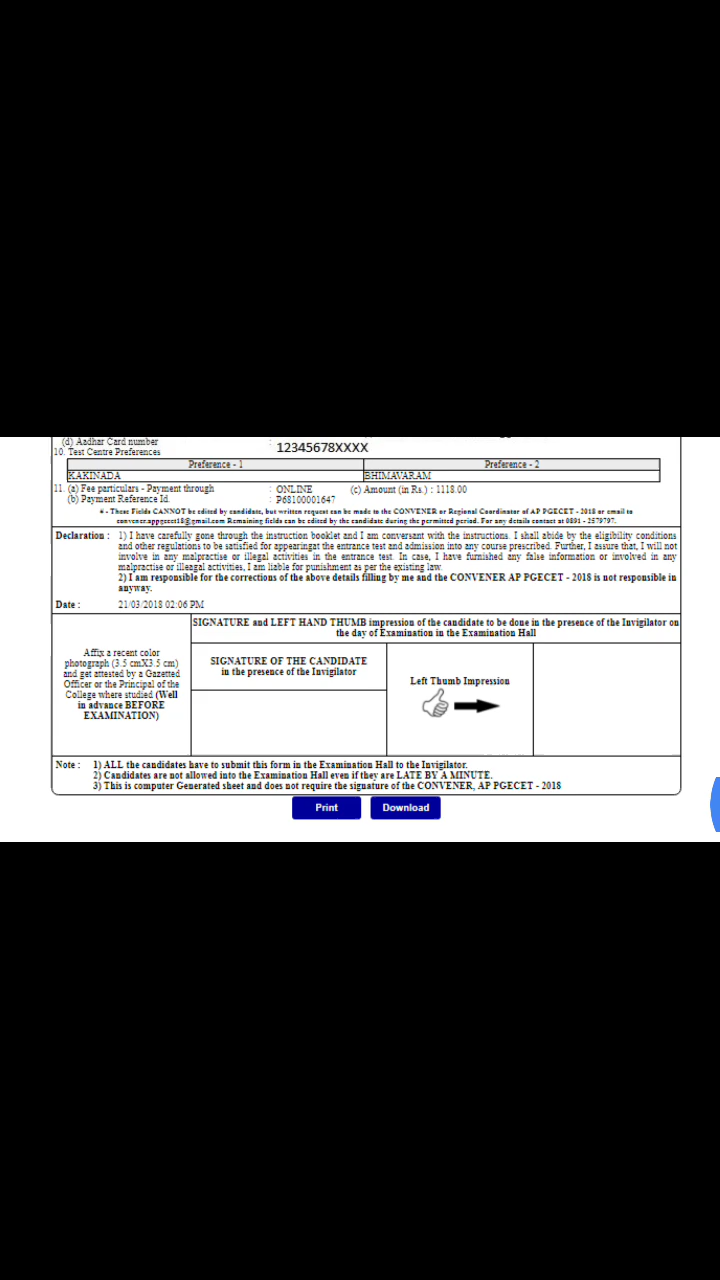 (d) Aadhar Card number : 12345678XXXX
10. Test Centre Preferences
Preference - 1 Preference - 2
KAKINADA BHIMAVARAM
11. (a) Fee particulars - Payment through : ONLINE (c) Amount (in Rs.) : 1118.00
(b) Payment Reference Id. : P68100001647
# - These Fields CANNOT be edited by candidate, but written request can be made to the CONVENER or Regional Coordinator of AP PGECET - 2018 or email to
convener.appgecet18@gmail.com Remaining fields can be edited by the candidate during the permitted period. For any details contact at 0891 - 2579797.
Declaration : 1) I have carefully gone through the instruction booklet and I am conversant with the instructions. I shall abide by the eligibility conditions
and other regulations to be satisfied for appearingat the entrance test and admission into any course prescribed. Further, I assure that, I will not
involve in any malpractise or illegal activities in the entrance test. In case, I have furnished any false information or involved in any
malpractise or illeagal activities, I am liable for punishment as per the existing law.
2) I am responsible for the corrections of the above details filling by me and the CONVENER AP PGECET - 2018 is not responsible in
anyway.
Date : 21/03/2018 02:06 PM
SIGNATURE and LEFT HAND THUMB impression of the candidate to be done in the presence of the Invigilator on
the day of Examination in the Examination Hall
Affix a recent color
photograph (3.5 cmX3.5 cm)
and get attested by a Gazetted
Officer or the Principal of the
College where studied (Well
in advance BEFORE
EXAMINATION)
SIGNATURE OF THE CANDIDATE
in the presence of the Invigilator
Left Thumb Impression
Note : 1) ALL the candidates have to submit this form in the Examination Hall to the Invigilator.
2) Candidates are not allowed into the Examination Hall even if they are LATE BY A MINUTE.
3) This is computer Generated sheet and does not require the signature of the CONVENER, AP PGECET - 2018
Print Download